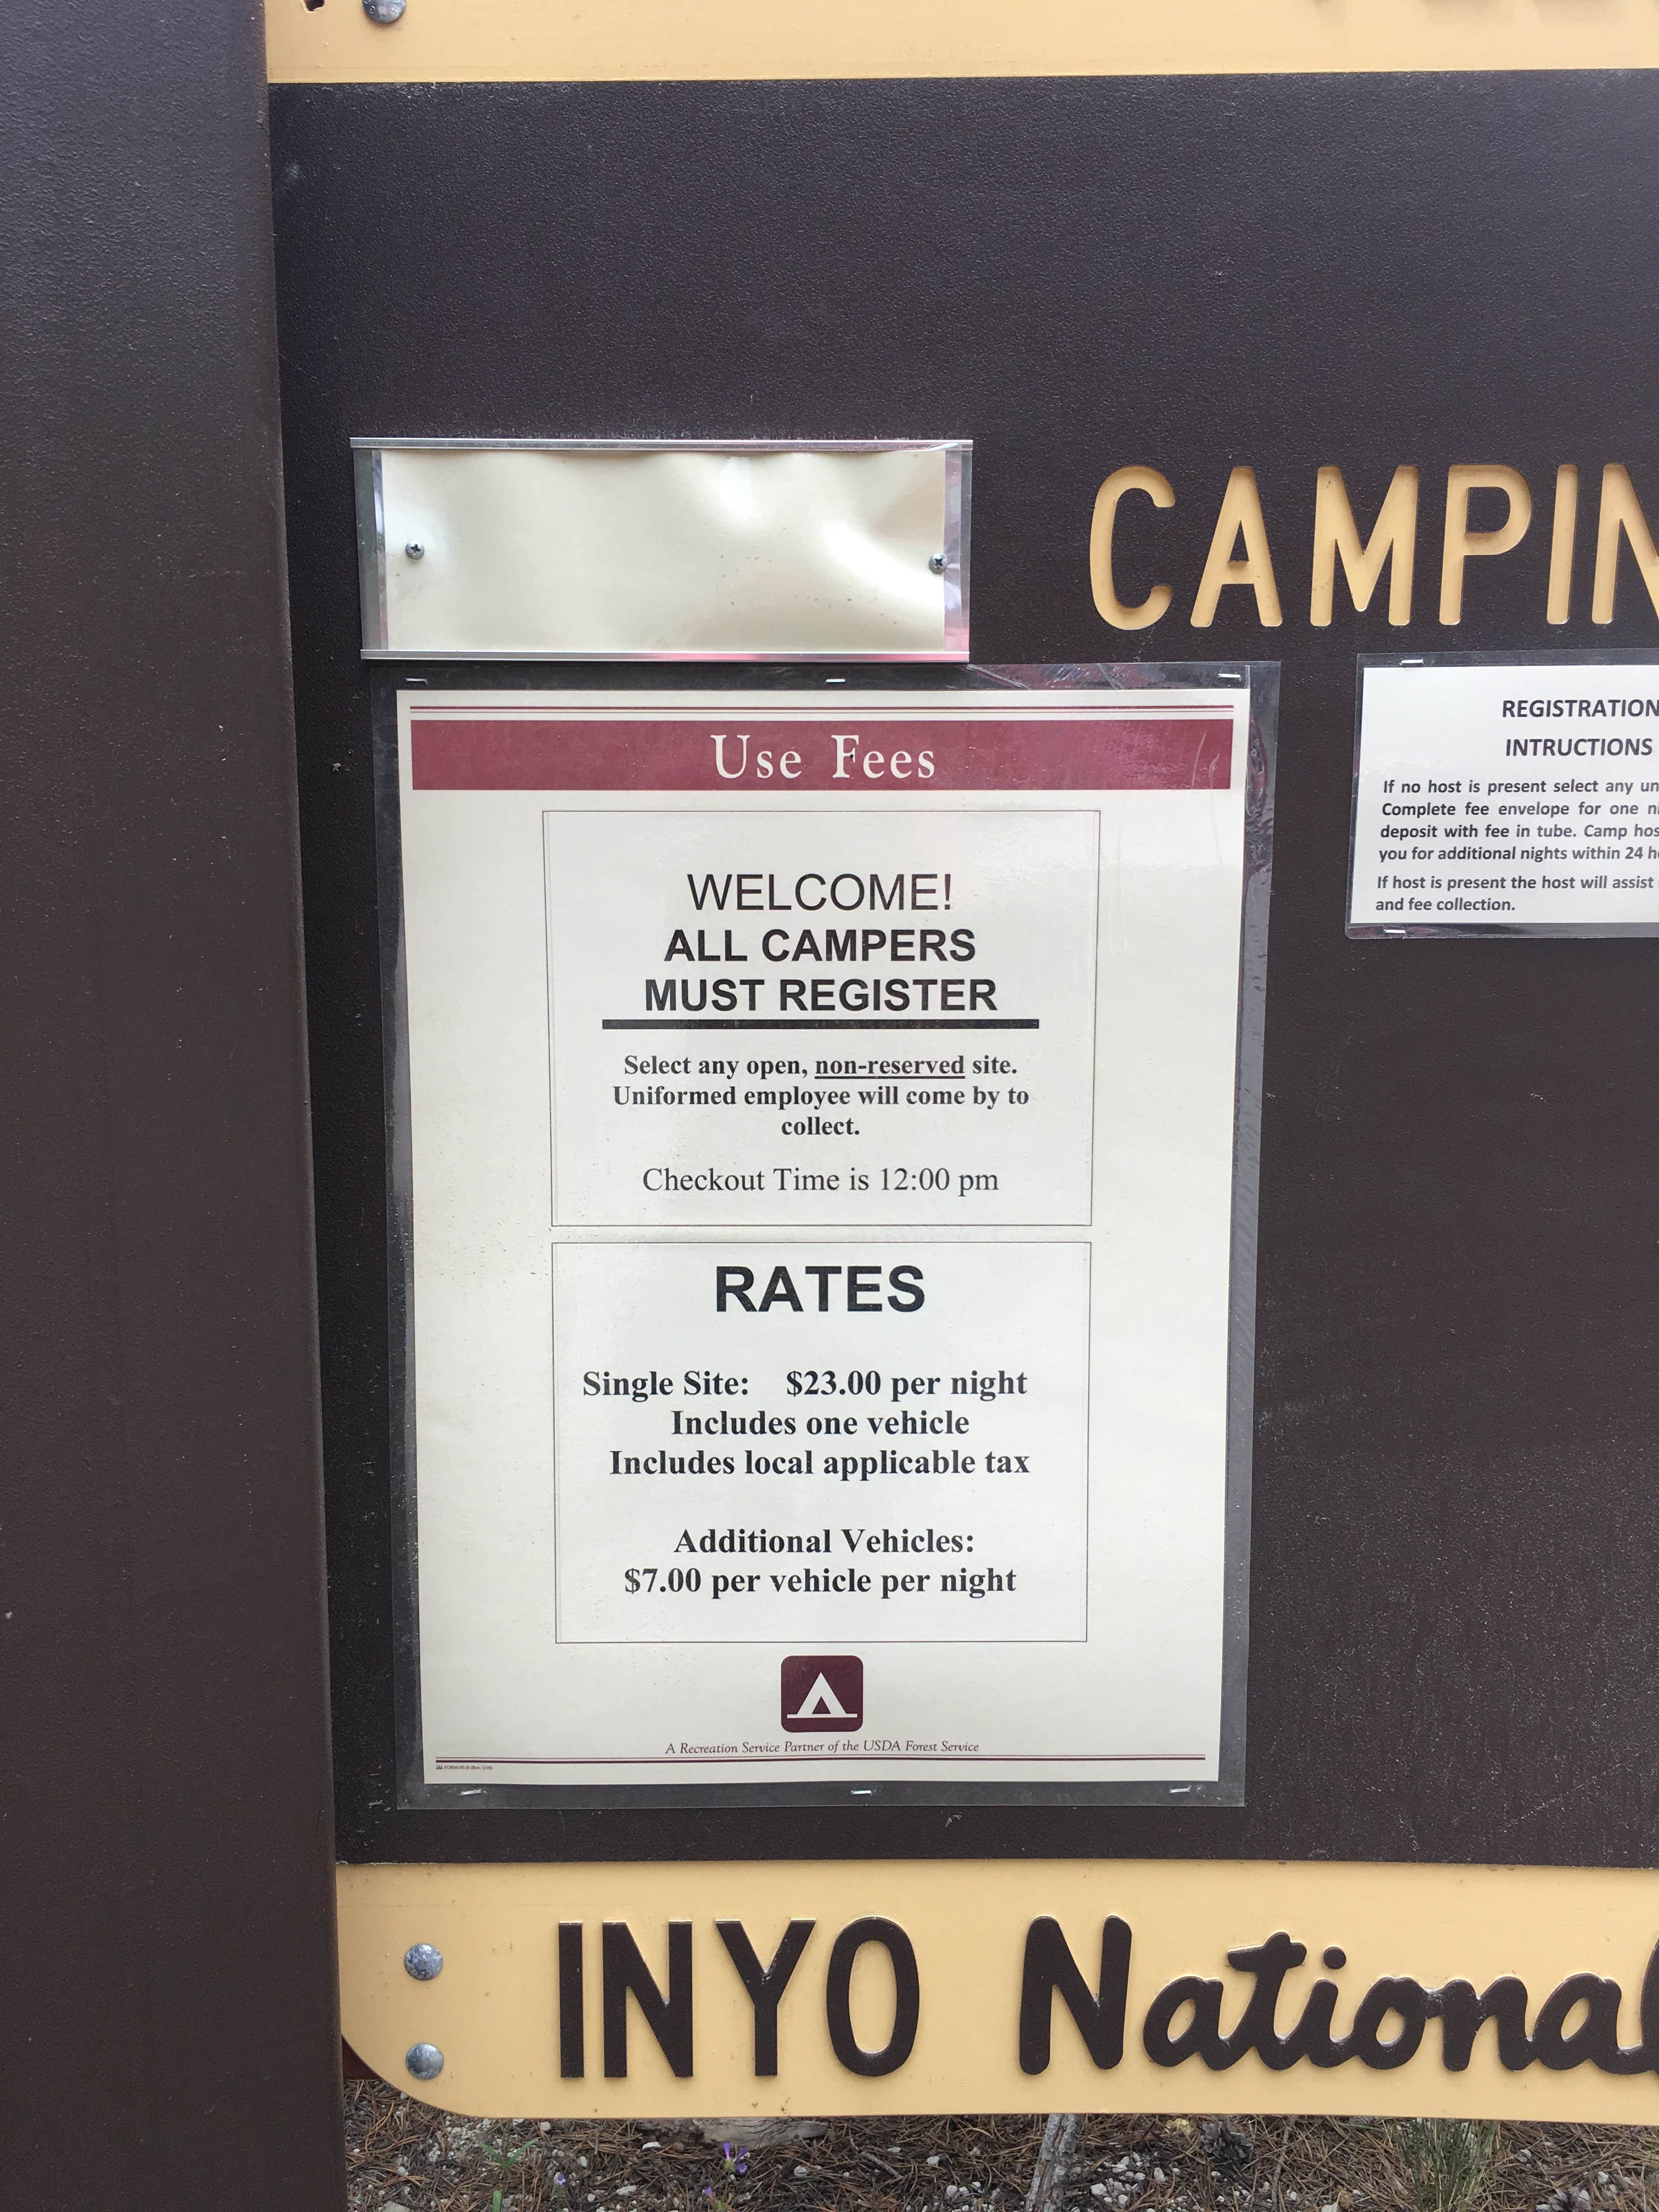 Use Fees
WELCOME!
ALL CAMPERS
MUST REGISTER
Select any open, non-reserved site.
Uniformed employee will come by to
collect.
Checkout Time is 12:00 pm
RATES
Single Site: $23.00 per night
Includes one vehicle
Includes local applicable tax
Additional Vehicles:
$7.00 per vehicle per night
A Recreation Service Partner of the USDA Forest Service
CAMPIN
REGISTRATION
INTRUCTIONS
If no host is present select any un
Complete fee envelope for one n
deposit with fee in tube. Camp hos
you for additional nights within 24 h
If host is present the host will assist
and fee collection.
INYO National